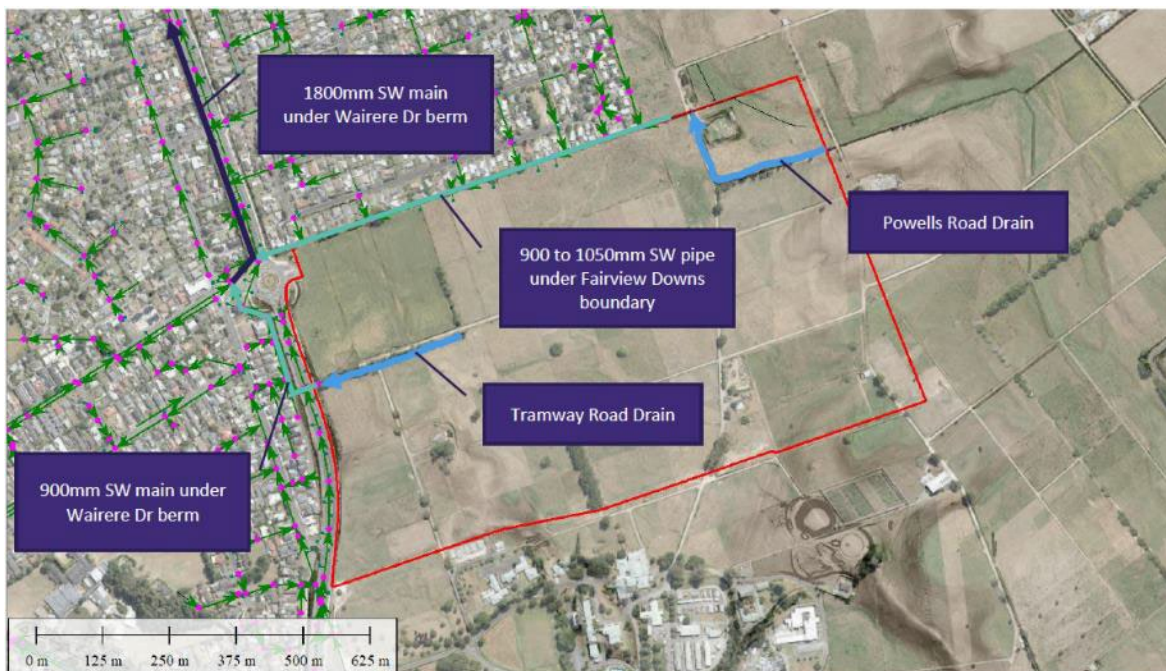 1800mm SW main
under Wairere Dr berm
Powells Road Drain
900 to 1050mm SW pipe
under Fairview Downs
boundary
Tramway Road Drain
900mm SW main under
Wairere Dr berm
0 m 125 m 250 m 375 m 500 m 625 m